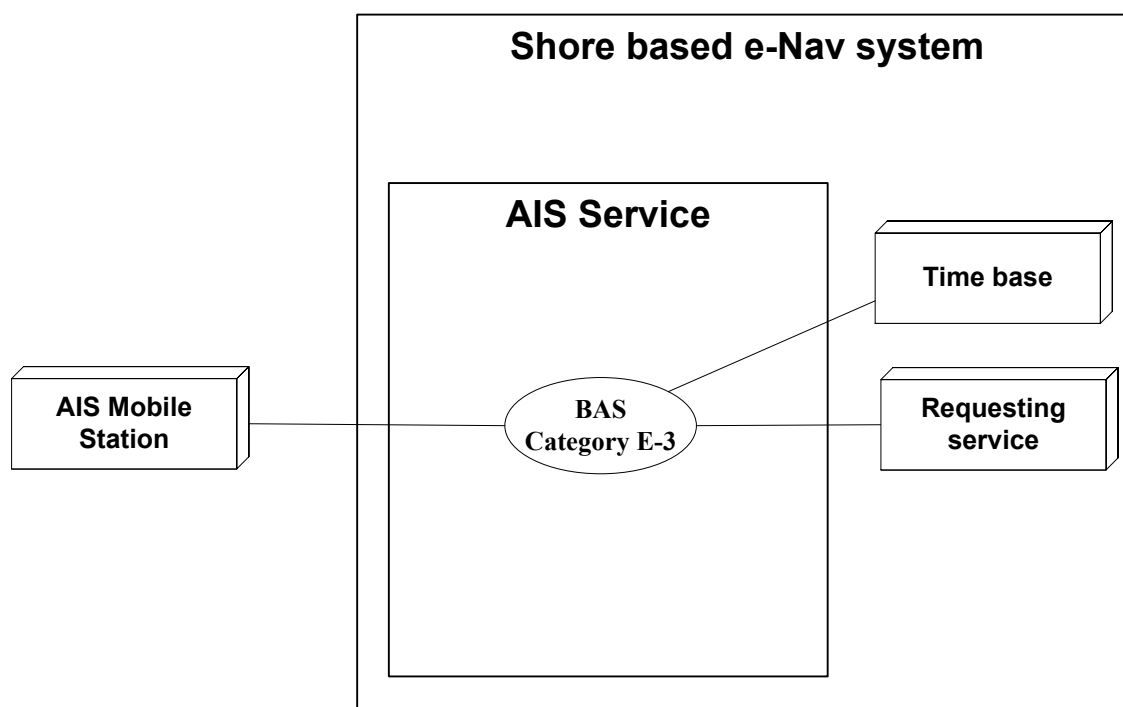 Shore based e-Nav system
AIS Service
Time base
AIS Mobile
Station
BAS
Category E-3
Requesting
service